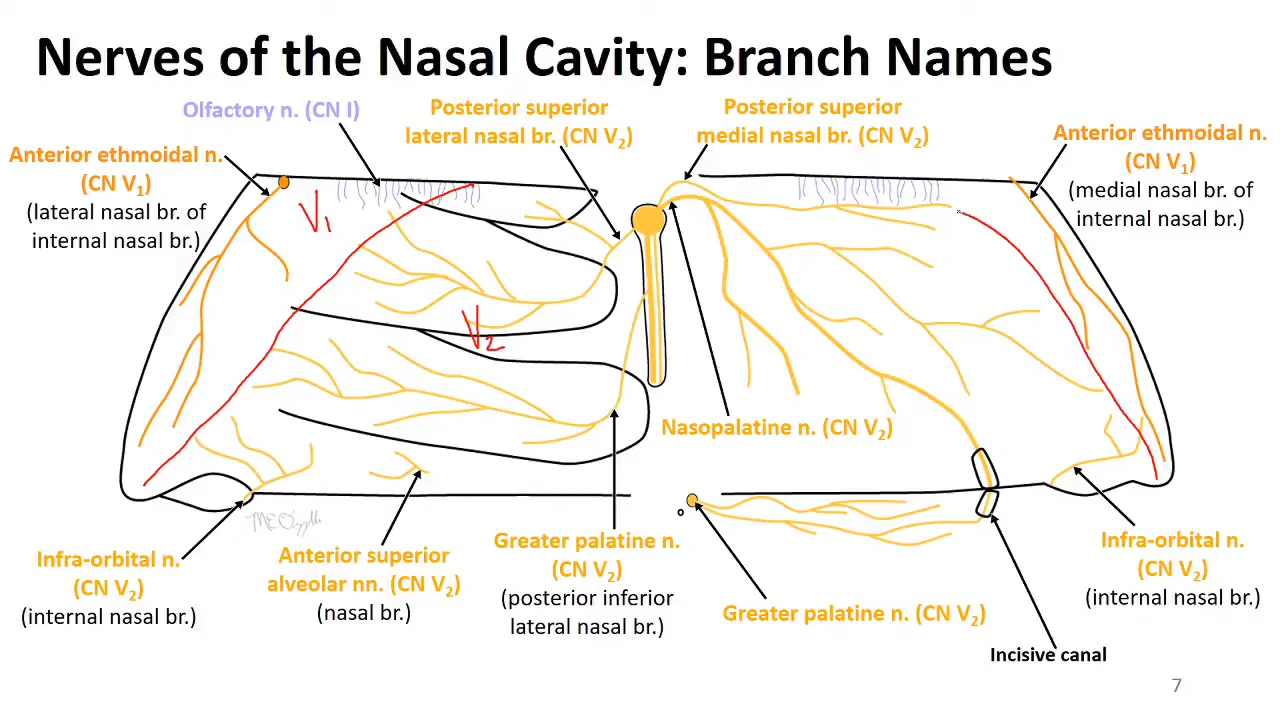 Nerves of the Nasal Cavity: Branch Names
Olfactory n. (CN I)
Posterior superior
lateral nasal br. (CN V2)
Posterior superior
medial nasal br. (CN V2)
Anterior ethmoidal n.
(CN V1)
(lateral nasal br. of
internal nasal br.)
Anterior ethmoidal n.
(CN V1)
(medial nasal br. of
internal nasal br.)
V1
V2
Nasopalatine n. (CN V2)
Infra-orbital n.
(CN V2)
(internal nasal br.)
Anterior superior
alveolar nn. (CN V2)
(nasal br.)
Greater palatine n.
(CN V2)
(posterior inferior
lateral nasal br.)
Greater palatine n. (CN V2)
Infra-orbital n.
(CN V2)
(internal nasal br.)
Incisive canal
7